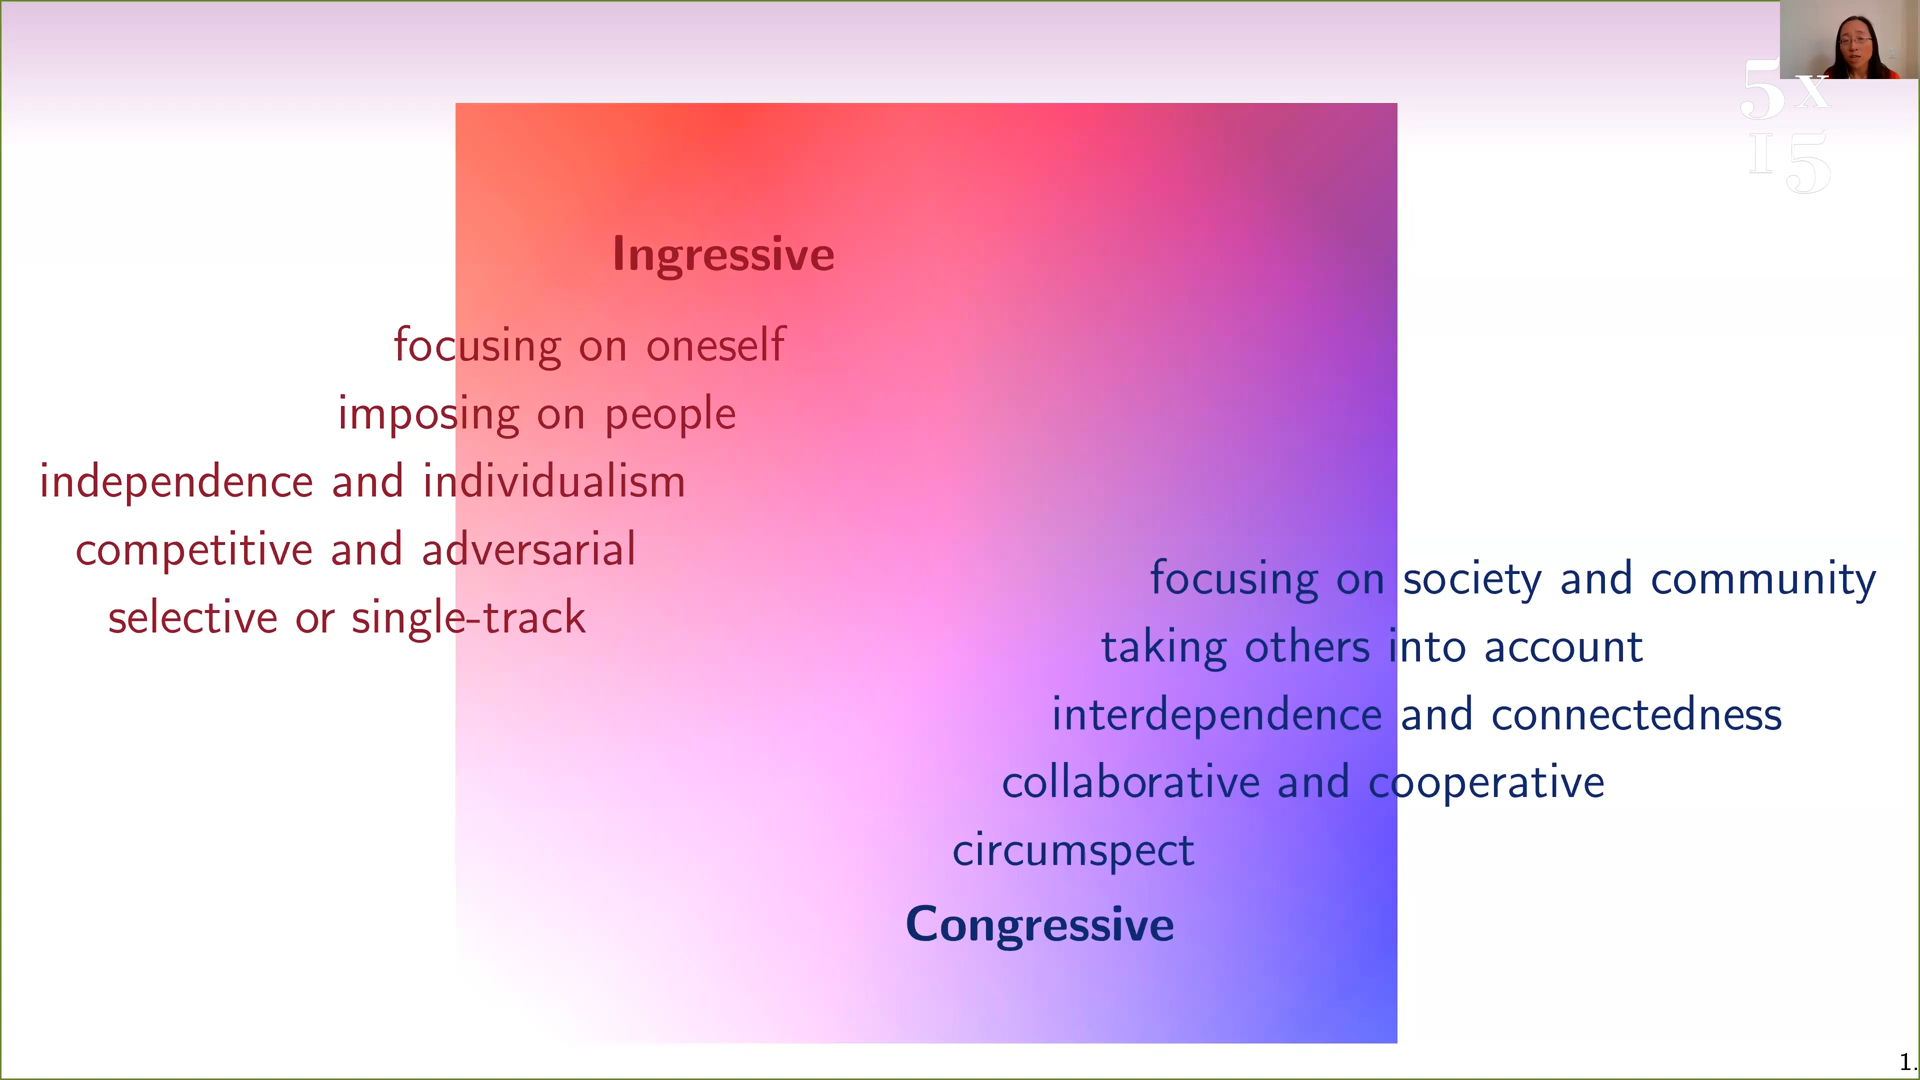 5x
15
Ingressive
focusing on oneself
imposing on people
independence and individualism
competitive and adversarial
selective or single-track
focusing on society and community
taking others into account
interdependence and connectedness
collaborative and cooperative
circumspect
Congressive
1.